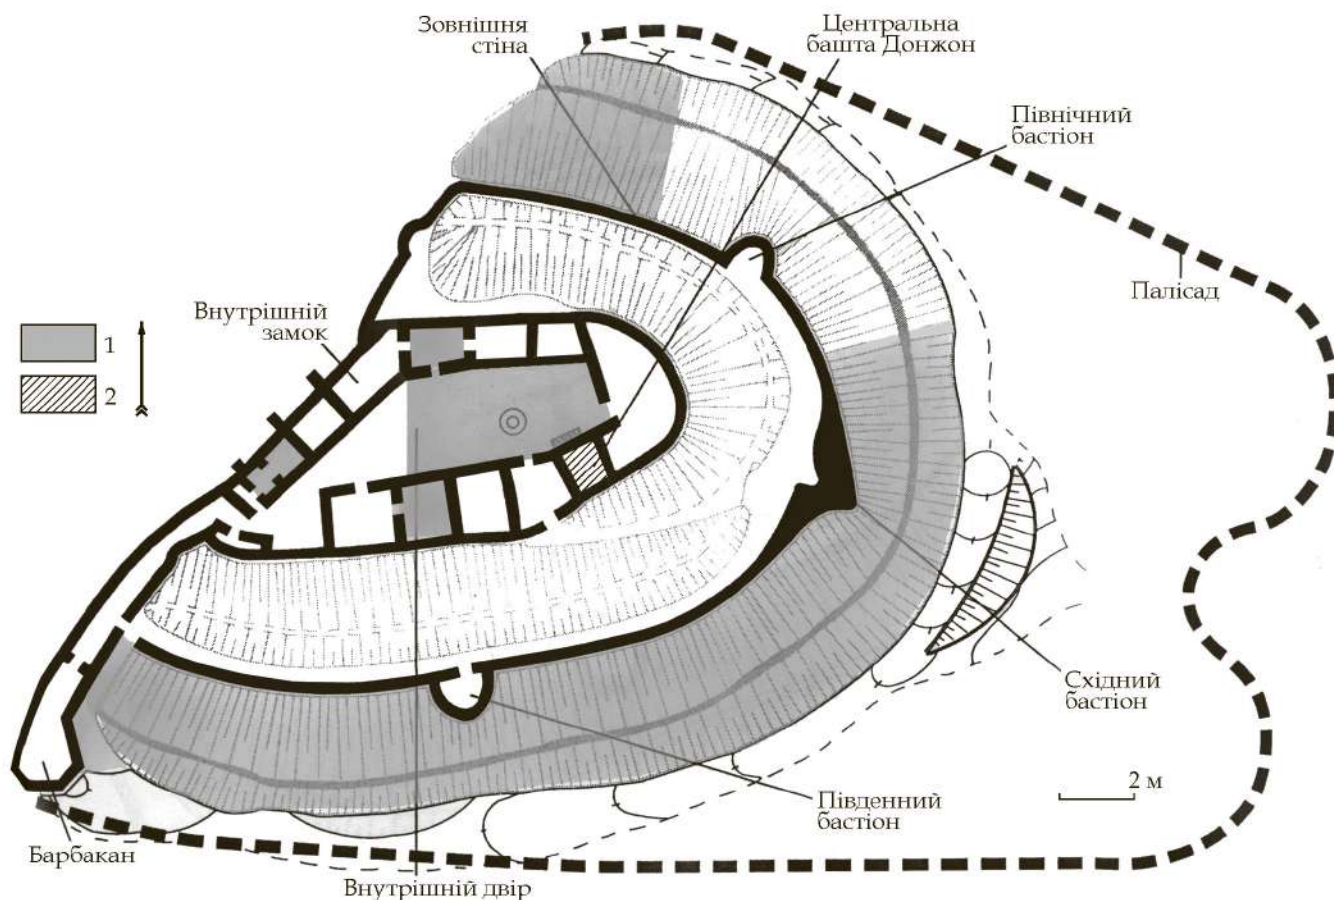 Зовнішня
стіна
Центральна
башта Донжон
Північний
бастіон
Палісад
Внутрішній
замок
1
2
Східний
бастіон
2 м
Південний
бастіон
Барбакан
Внутрішній двір